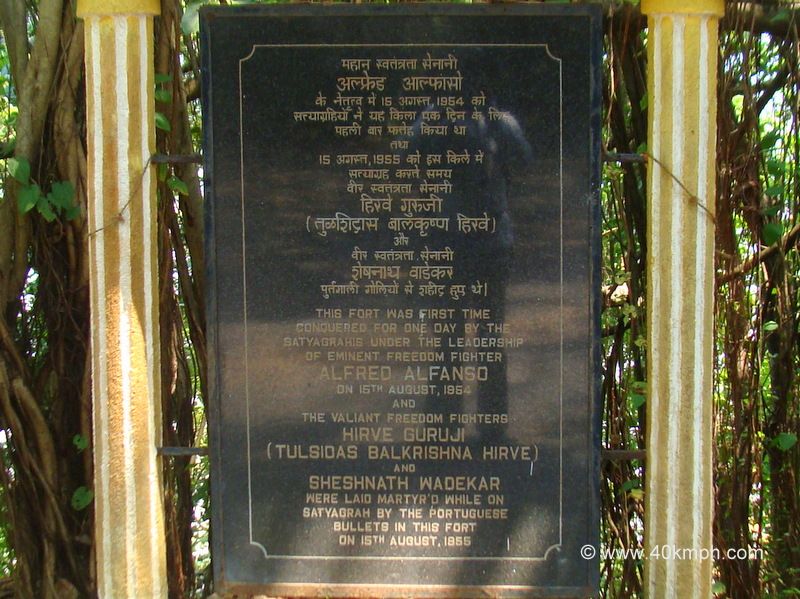 महान स्वतंत्रता सेनानी
अल्फ्रेड आल्फासो
के नेतृत्व में 15 अगस्त, 1954 को
सत्याग्रहियों ने यह किला एक दिन के लिए
पहली बार फतेह किया था
तथा
15 अगस्त, 1955 को इस किले में
सत्याग्रह करते समय
वीर स्वतंत्रता सेनानी
हिरवे गुरुजी
(तुळशिदास बालकृष्ण हिरवे)
और
वीर स्वतंत्रता सेनानी
शेषनाथ वाडेकर
पुर्तगाली गोलियों से शहीद हुए थे|
THIS FORT WAS FIRST TIME
CONQUERED FOR ONE DAY BY THE
SATYAGRAHIS UNDER THE LEADERSHIP
OF EMINENT FREEDOM FIGHTER
ALFRED ALFANSO
ON 15TH AUGUST, 1954
AND
THE VALIANT FREEDOM FIGHTERS
HIRVE GURUJI
(TULSIDAS BALKRISHNA HIRVE)
AND
SHESHNATH WADEKAR
WERE LAID MARTYR'D WHILE ON
SATYAGRAH BY THE PORTUGUESE
BULLETS IN THIS FORT
ON 15TH AUGUST, 1955
© www.40kmph.com